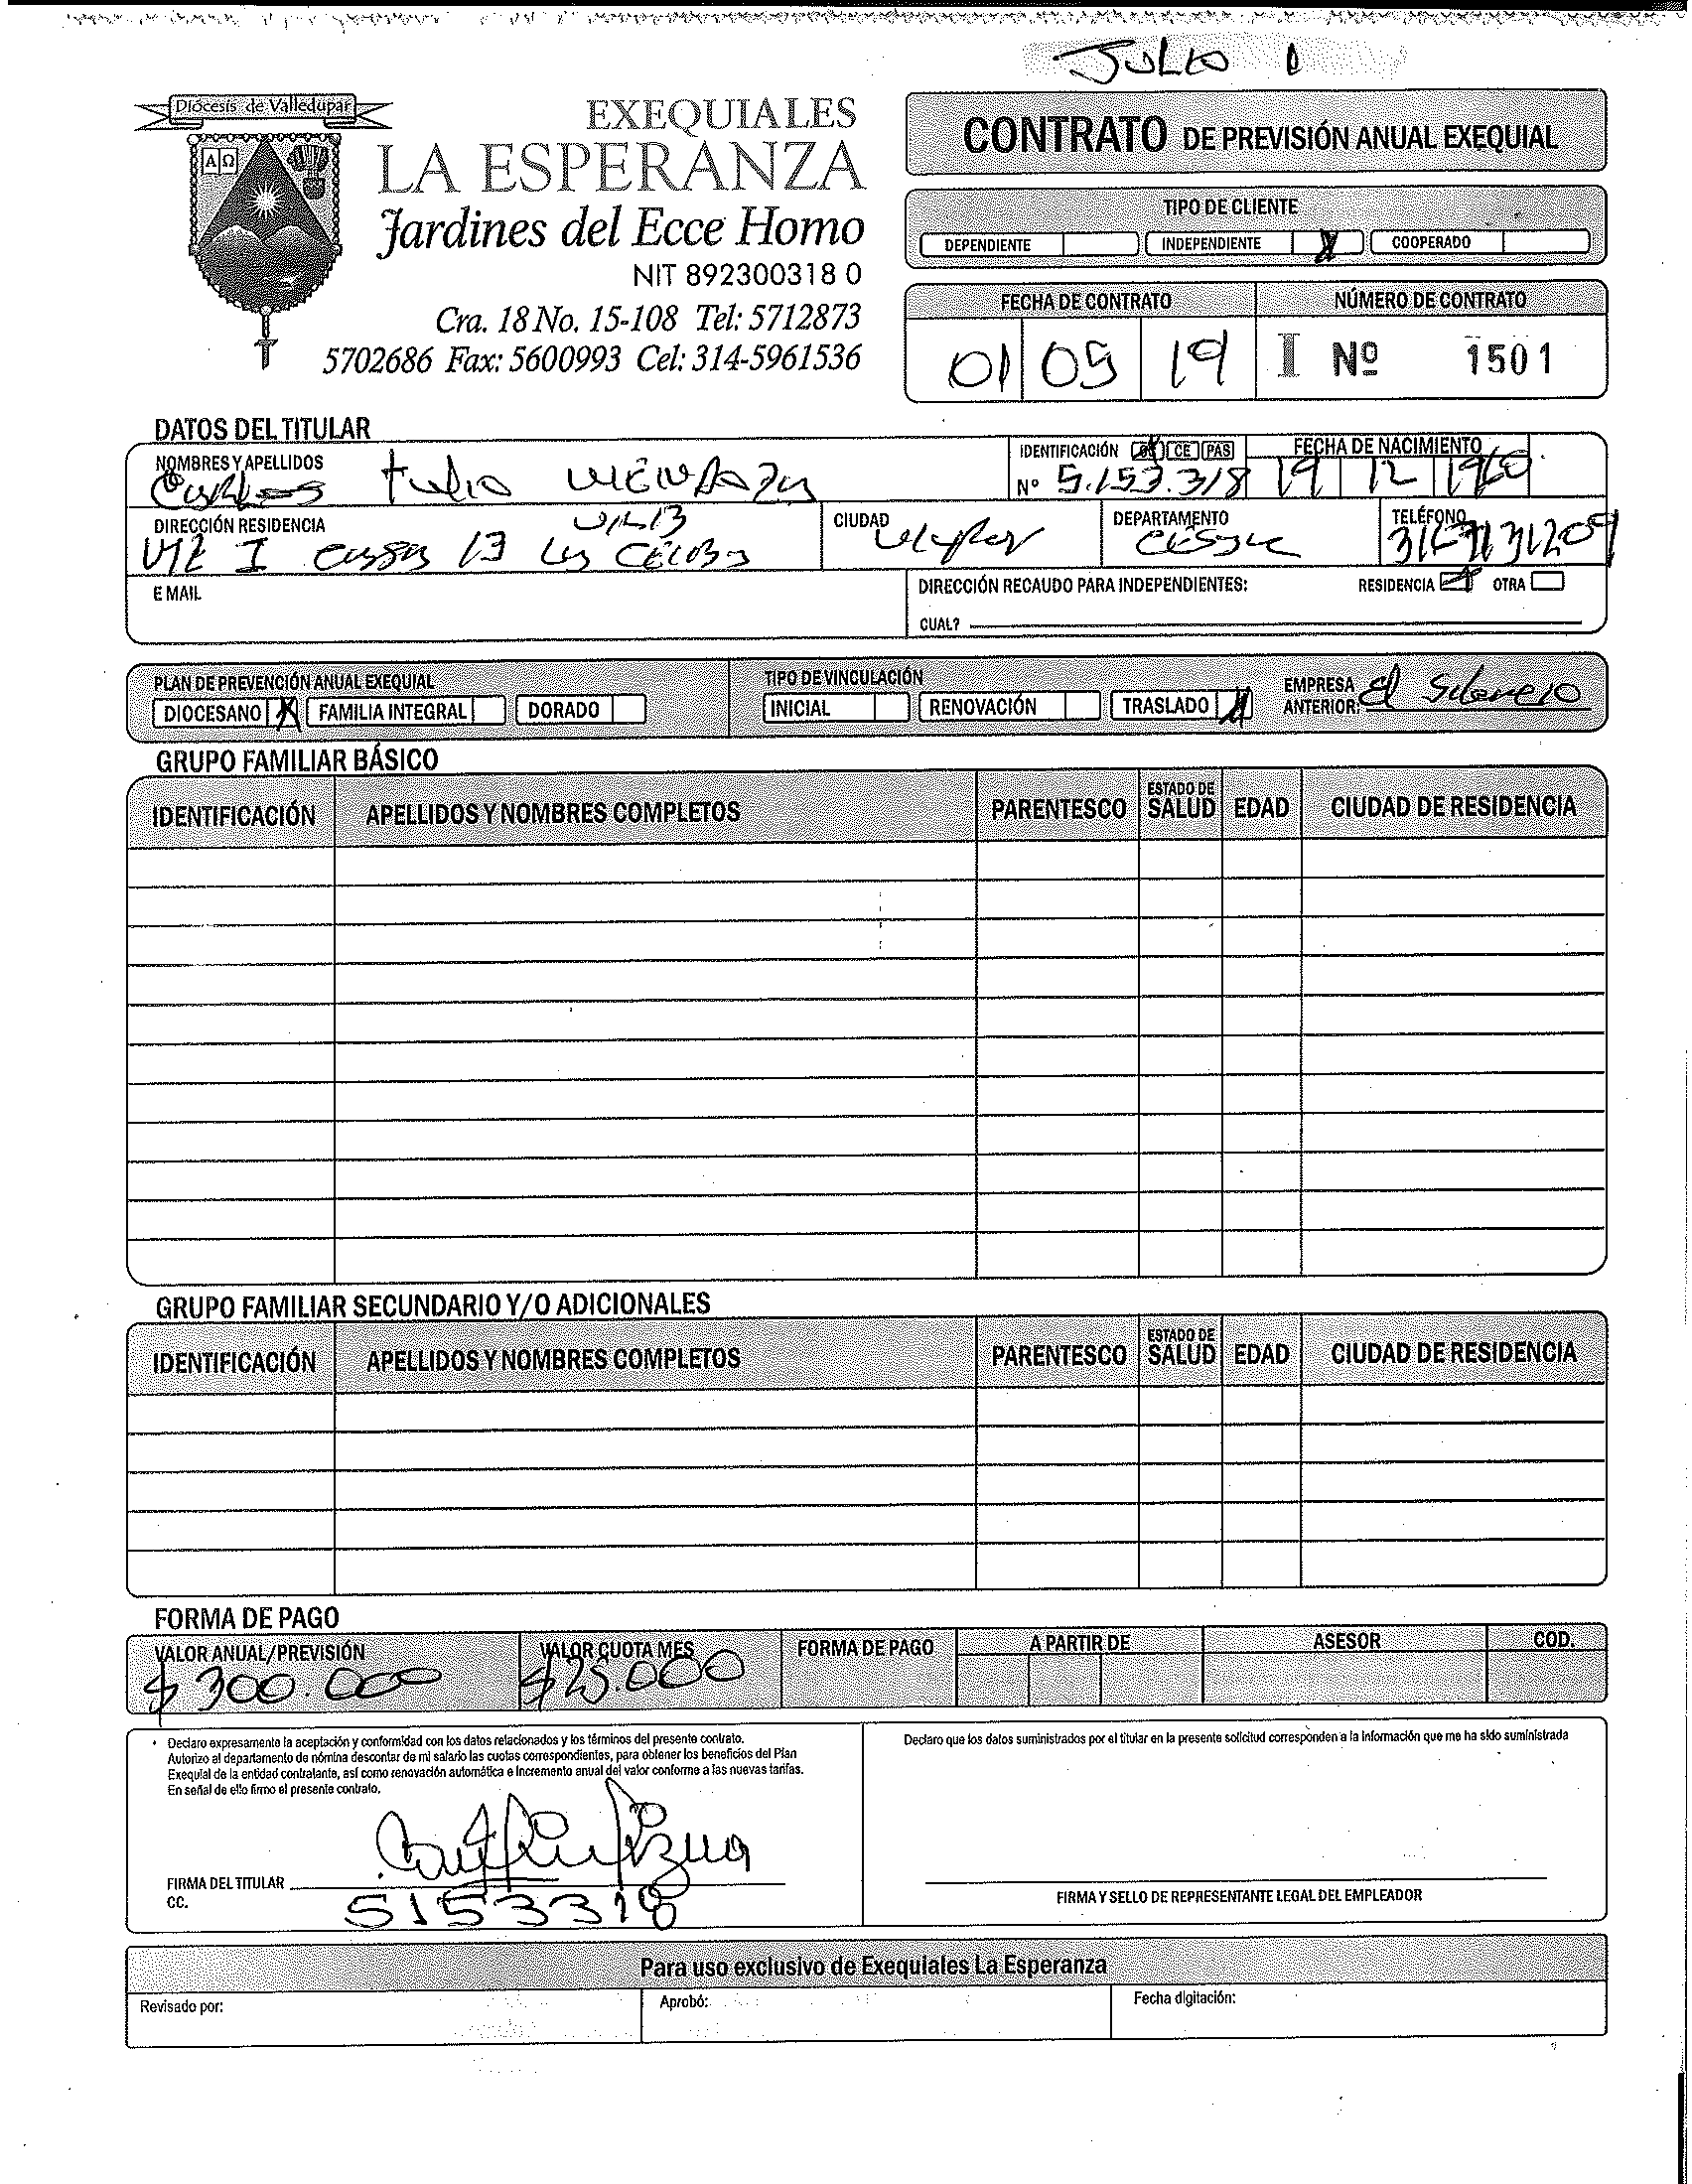 JULIO 1
Diócesis de Valledupar
A Ω
EXEQUIALES
LA ESPERANZA
Jardines del Ecce Homo
NIT 892300318 0
Cra. 18 No. 15-108 Tel: 5712873
5702686 Fax: 5600993 Cel: 314-5961536
CONTRATO DE PREVISIÓN ANUAL EXEQUIAL
TIPO DE CLIENTE
DEPENDIENTE INDEPENDIENTE X COOPERADO
FECHA DE CONTRATO NÚMERO DE CONTRATO
01 05 19 I Nº 1501
DATOS DEL TITULAR
NOMBRES Y APELLIDOS
Carlos Tulio Mendoza
IDENTIFICACIÓN CE PAS
Nº 5.153.318
FECHA DE NACIMIENTO
19 12 1960
DIRECCIÓN RESIDENCIA
MZ I casa 13 Las Ceibas
CIUDAD
DEPARTAMENTO
Cesar
TELÉFONO
E MAIL
DIRECCIÓN RECAUDO PARA INDEPENDIENTES: RESIDENCIA X OTRA
CUAL?
PLAN DE PREVENCIÓN ANUAL EXEQUIAL
DIOCESANO X FAMILIA INTEGRAL DORADO
TIPO DE VINCULACIÓN
INICIAL RENOVACIÓN TRASLADO X
EMPRESA
ANTERIOR: El
GRUPO FAMILIAR BÁSICO
IDENTIFICACIÓN APELLIDOS Y NOMBRES COMPLETOS PARENTESCO ESTADO DE SALUD EDAD CIUDAD DE RESIDENCIA
GRUPO FAMILIAR SECUNDARIO Y/O ADICIONALES
IDENTIFICACIÓN APELLIDOS Y NOMBRES COMPLETOS PARENTESCO ESTADO DE SALUD EDAD CIUDAD DE RESIDENCIA
FORMA DE PAGO
VALOR ANUAL/PREVISIÓN VALOR CUOTA MES FORMA DE PAGO A PARTIR DE ASESOR COD.
$ 300.000 $25.000
• Declaro expresamente la aceptación y conformidad con los datos relacionados y los términos del presente contrato.
Autorizo al departamento de nómina descontar de mi salario las cuotas correspondientes, para obtener los beneficios del Plan
Exequial de la entidad contratante, así como renovación automática e incremento anual del valor conforme a las nuevas tarifas.
En señal de ello firmo el presente contrato.
FIRMA DEL TITULAR
CC. 5153318
Declaro que los datos suministrados por el titular en la presente solicitud corresponden a la información que me ha sido suministrada
FIRMA Y SELLO DE REPRESENTANTE LEGAL DEL EMPLEADOR
Para uso exclusivo de Exequiales La Esperanza
Revisado por: Aprobó: Fecha digitación: